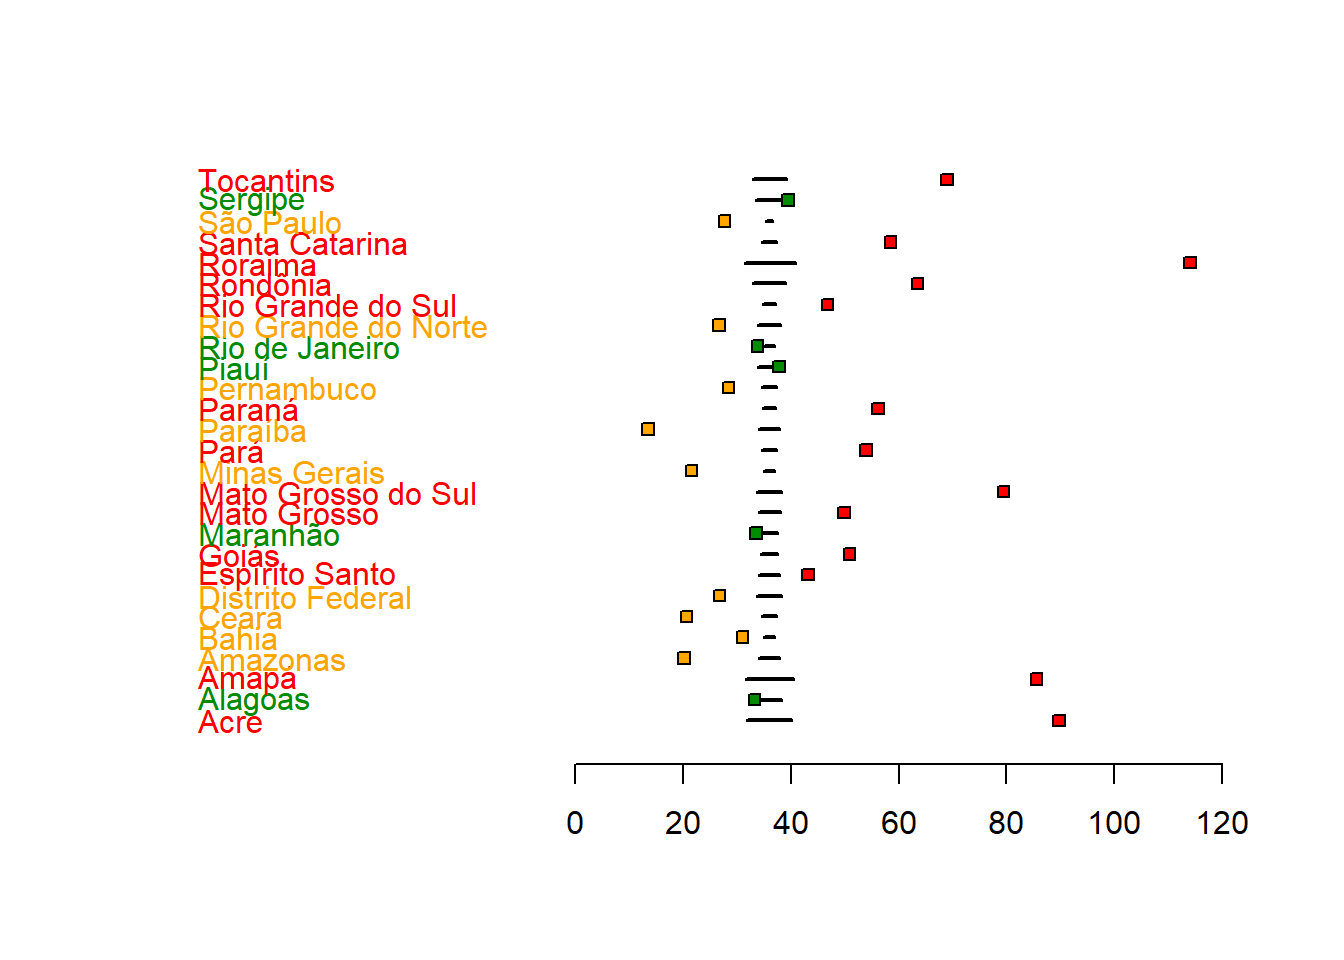 Tocantins
Sergipe
São Paulo
Santa Catarina
Roraima
Rondônia
Rio Grande do Sul
Rio Grande do Norte
Rio de Janeiro
Piauí
Pernambuco
Paraná
Paraíba
Pará
Minas Gerais
Mato Grosso do Sul
Mato Grosso
Maranhão
Goiás
Espírito Santo
Distrito Federal
Ceará
Bahia
Amazonas
Amapá
Alagoas
Acre
0 20 40 60 80 100 120